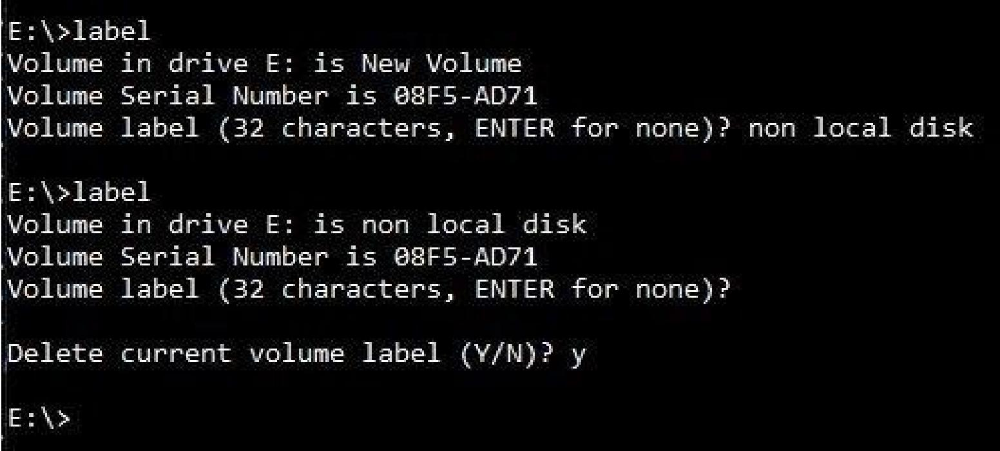 E:\>label
Volume in drive E: is New Volume
Volume Serial Number is 08F5-AD71
Volume label (32 characters, ENTER for none)? non local disk
E:\>label
Volume in drive E: is non local disk
Volume Serial Number is 08F5-AD71
Volume label (32 characters, ENTER for none)?
Delete current volume label (Y/N)? y
E:\>